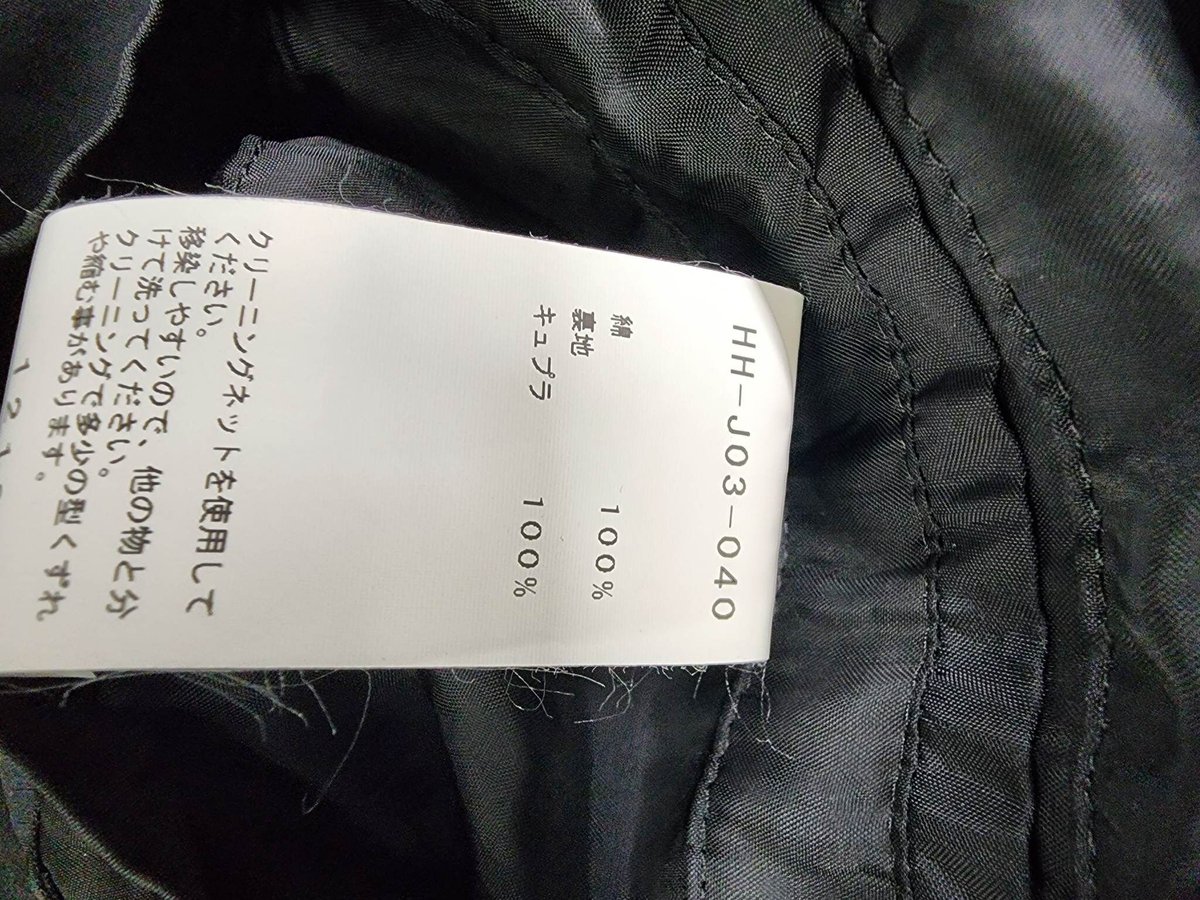 HH-J03-040
綿 100%
裏地
キュプラ 100%
クリーニングネットを使用して
ください。
移染しやすいので、他の物と分
けて洗ってください。
クリーニングで多少の型くずれ
や縮む事があります。